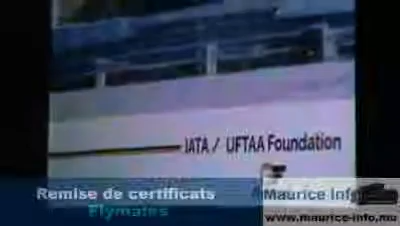 IATA / UFTAA Foundation
Remise de certificats
Flymates
Maurice Info
www.maurice-info.mu